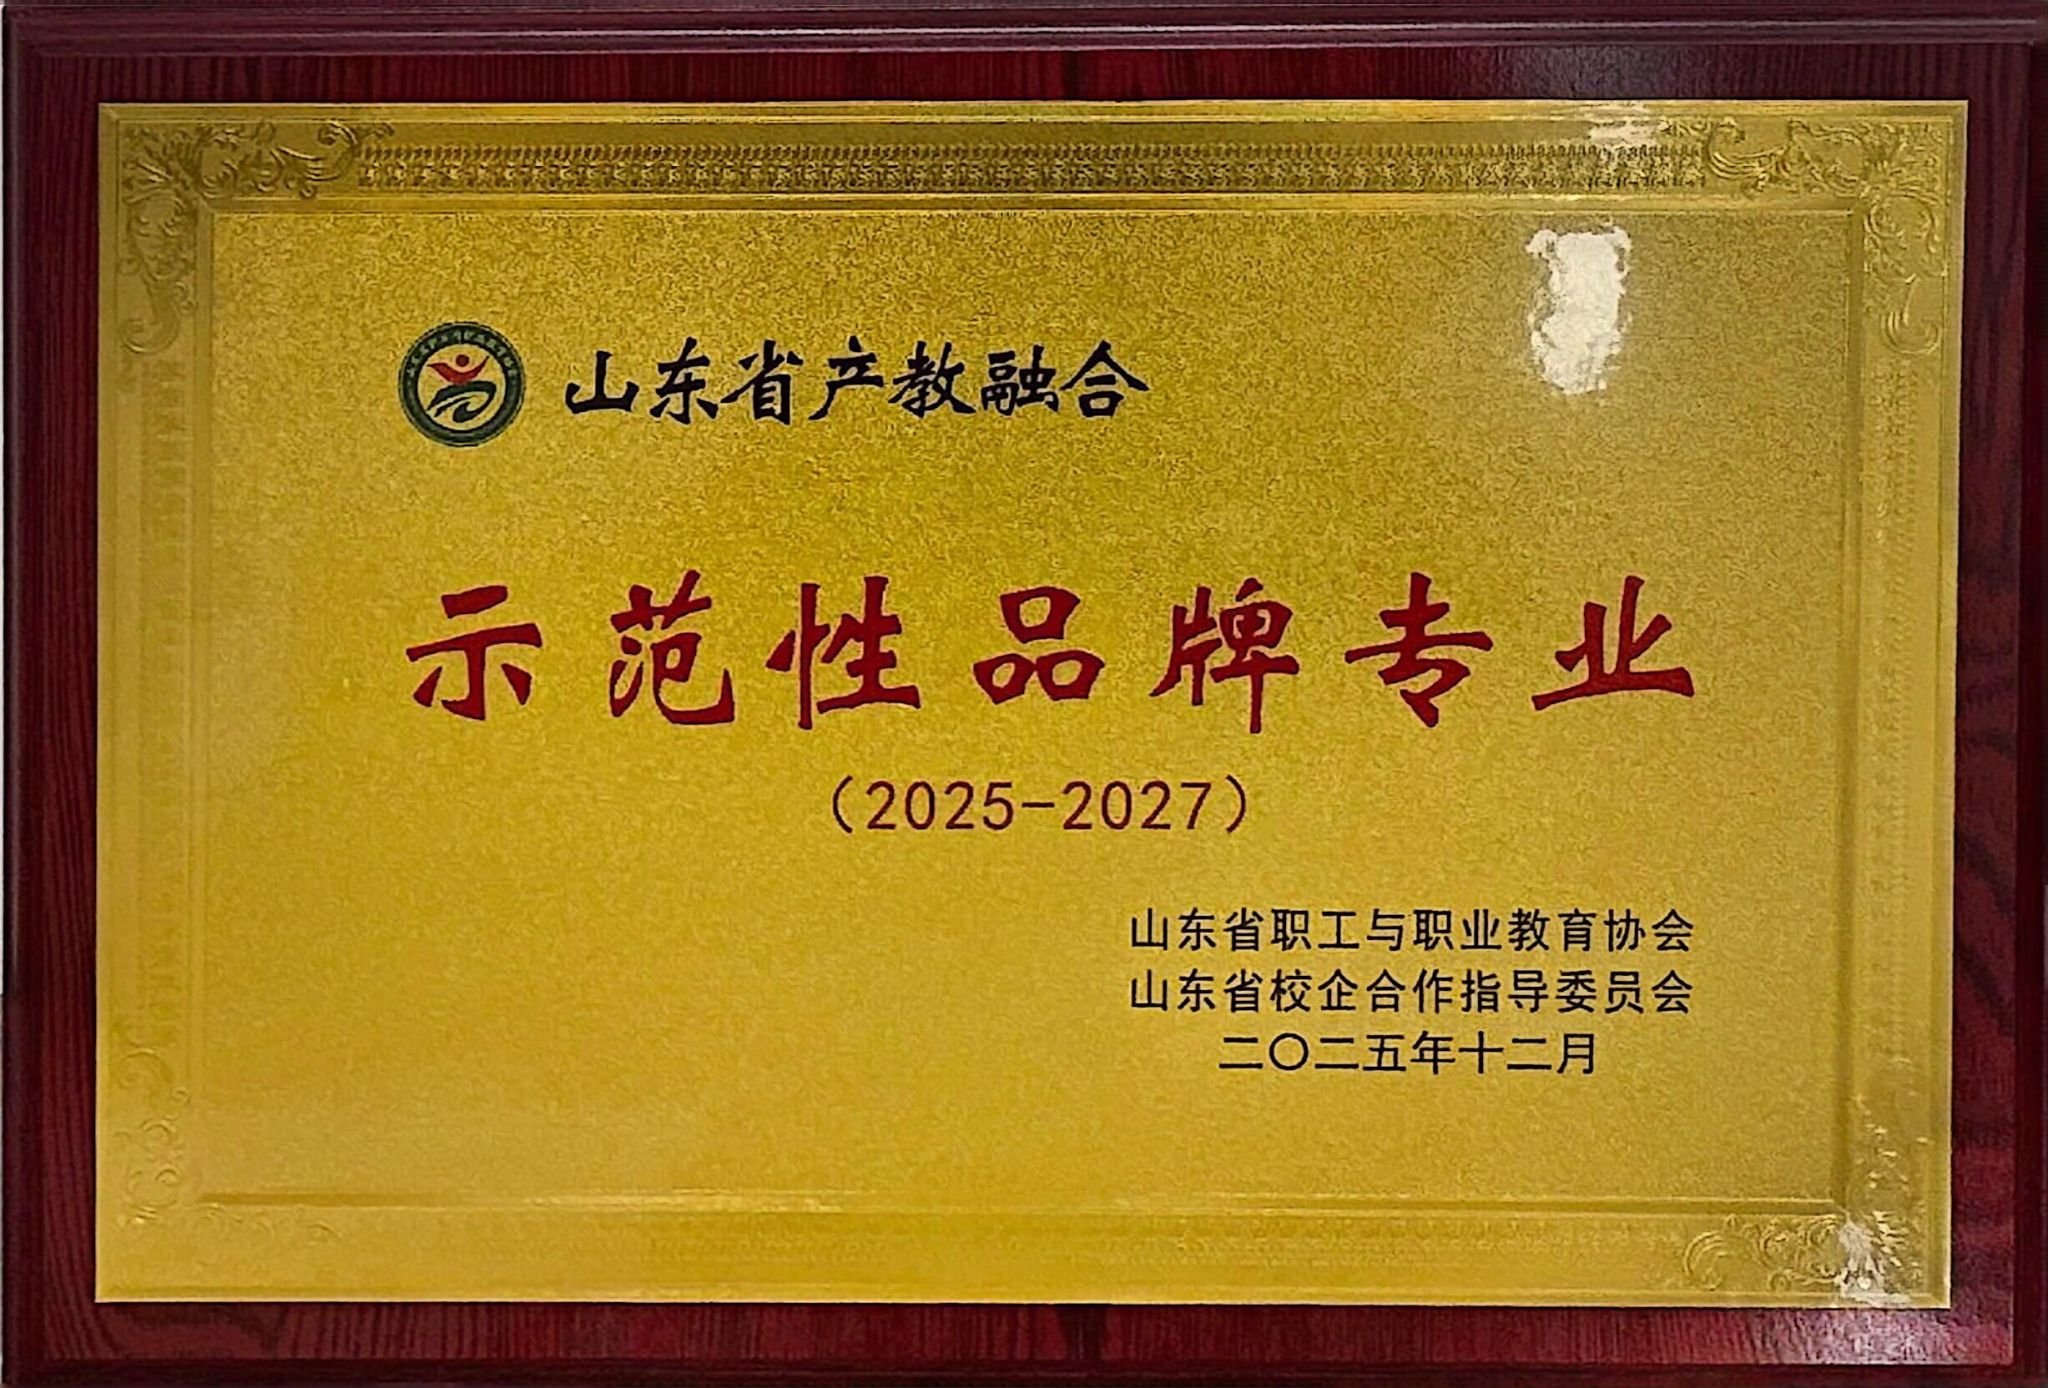 山东省产教融合
示范性品牌专业
（2025-2027）
山东省职工与职业教育协会
山东省校企合作指导委员会
二〇二五年十二月